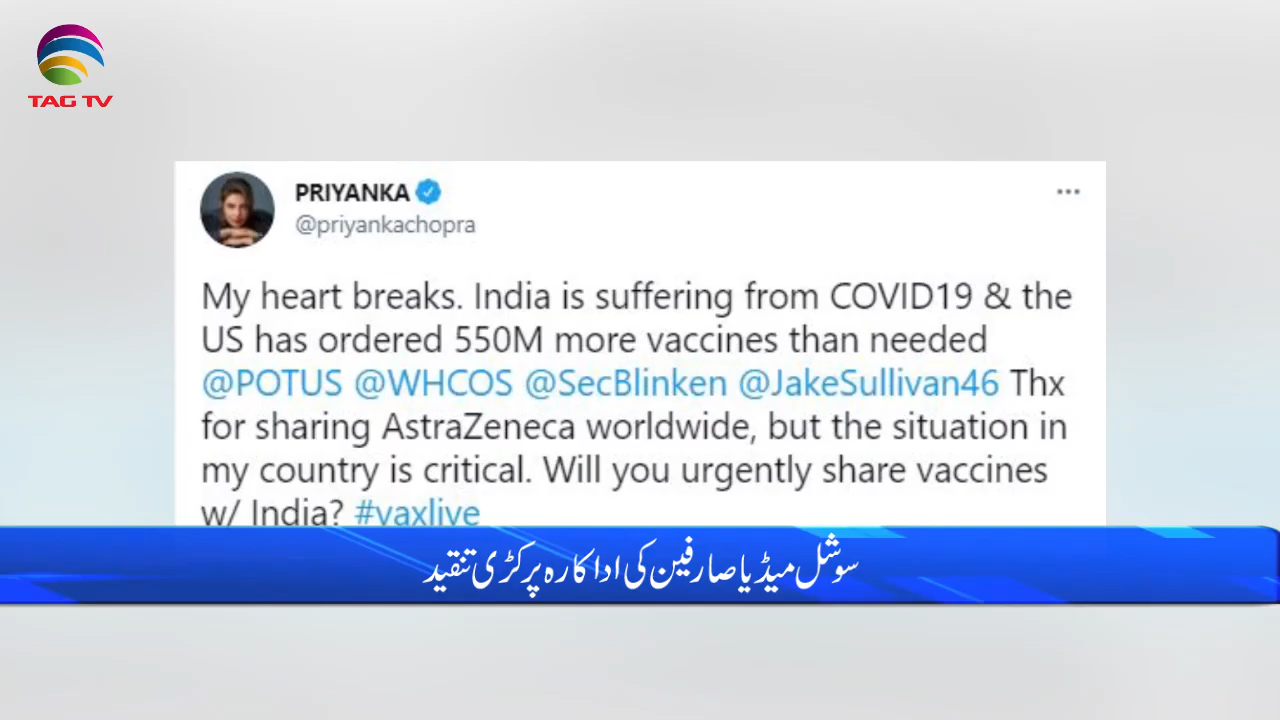 TAG TV
PRIYANKA
@priyankachopra
My heart breaks. India is suffering from COVID19 & the
US has ordered 550M more vaccines than needed
@POTUS @WHCOS @SecBlinken @JakeSullivan46 Thx
for sharing AstraZeneca worldwide, but the situation in
my country is critical. Will you urgently share vaccines
w/ India? #vaxlive
سوشل میڈیا صارفین کی اداکارہ پر کڑی تنقید